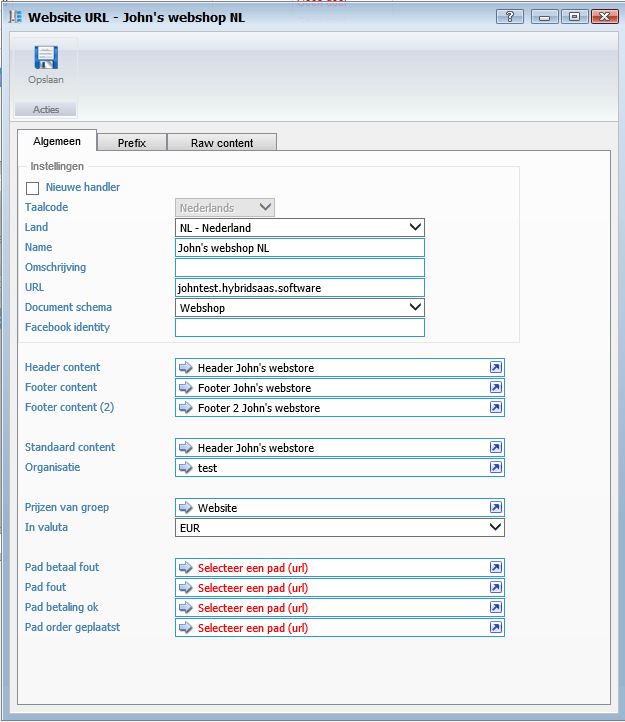 Website URL - John's webshop NL
?
Opslaan
Acties
Algemeen Prefix Raw content
Instellingen
Nieuwe handler
Taalcode Nederlands
Land NL - Nederland
Name John's webshop NL
Omschrijving
URL johntest.hybridsaas.software
Document schema Webshop
Facebook identity
Header content Header John's webstore
Footer content Footer John's webstore
Footer content (2) Footer 2 John's webstore
Standaard content Header John's webstore
Organisatie test
Prijzen van groep Website
In valuta EUR
Pad betaal fout Selecteer een pad (url)
Pad fout Selecteer een pad (url)
Pad betaling ok Selecteer een pad (url)
Pad order geplaatst Selecteer een pad (url)